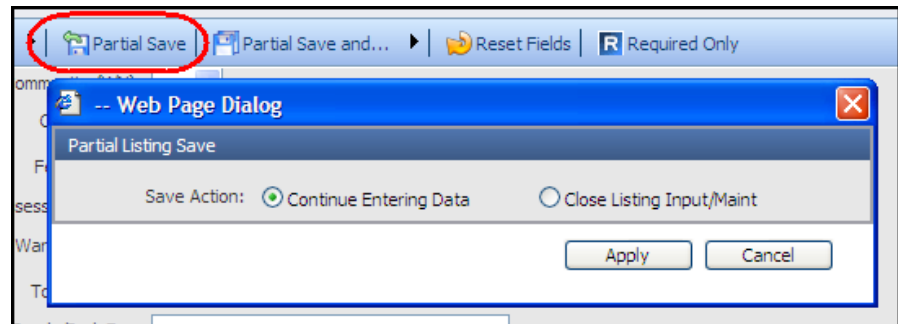 Partial Save Partial Save and... Reset Fields R Required Only
-- Web Page Dialog
Partial Listing Save
Save Action: Continue Entering Data Close Listing Input/Maint
Apply Cancel